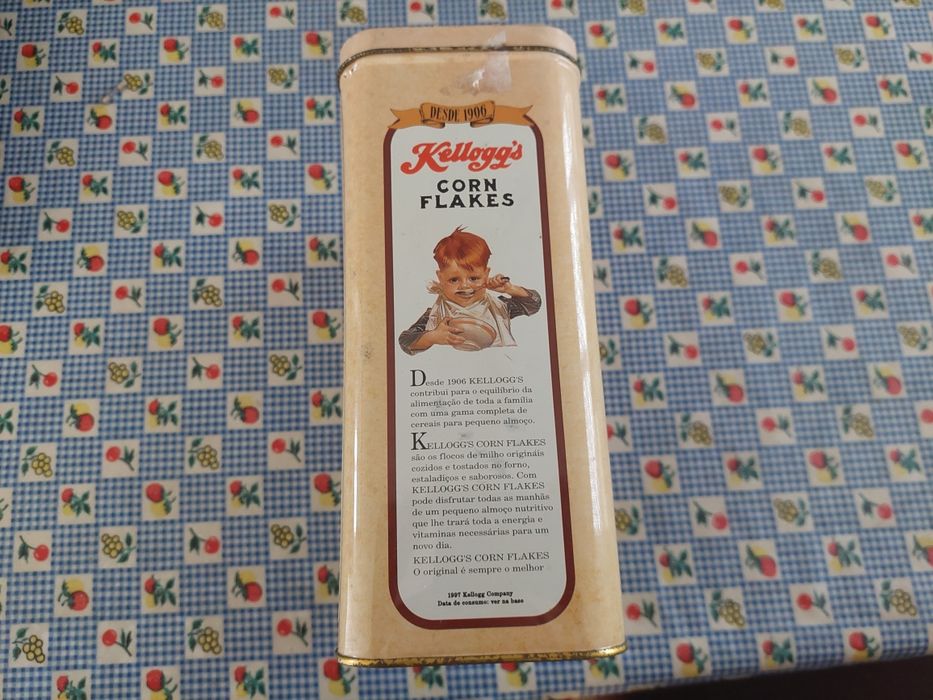 DESDE 1906
Kellogg's
CORN
FLAKES
Desde 1906 KELLOGG'S
contribui para o equilíbrio da
alimentação de toda a família
com uma gama completa de
cereais para pequeno almoço.
KELLOGG'S CORN FLAKES
são os flocos de milho originåis
cozidos e tostados no forno,
estaladiços e saborosos. Com
KELLOGG'S CORN FLAKES
pode disfrutar todas as manhãs
de um pequeno almoço nutritivo
que lhe trará toda a energia e
vitaminas necessárias para um
novo dia.
KELLOGG'S CORN FLAKES
O original é sempre o melhor
1997 Kellogg Company
Data de consumo: ver na base